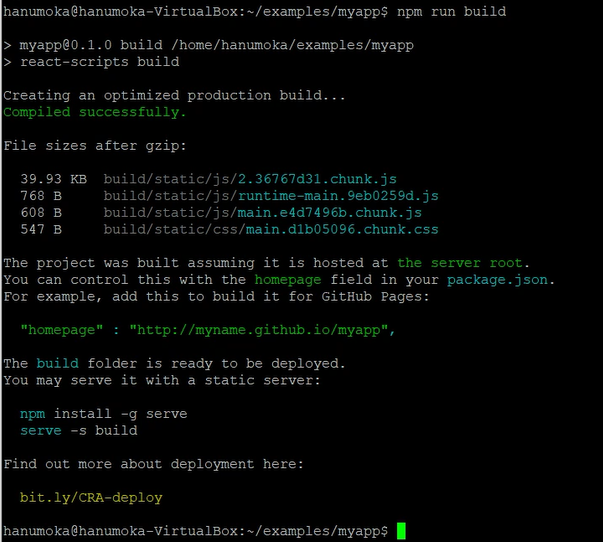 hanumoka@hanumoka-VirtualBox:~/examples/myapp$ npm run build
> myapp@0.1.0 build /home/hanumoka/examples/myapp
> react-scripts build
Creating an optimized production build...
Compiled successfully.
File sizes after gzip:
39.93 KB  build/static/js/2.36767d31.chunk.js
768 B     build/static/js/runtime-main.9eb0259d.js
608 B     build/static/js/main.e4d7496b.chunk.js
547 B     build/static/css/main.d1b05096.chunk.css
The project was built assuming it is hosted at the server root.
You can control this with the homepage field in your package.json.
For example, add this to build it for GitHub Pages:
"homepage" : "http://myname.github.io/myapp",
The build folder is ready to be deployed.
You may serve it with a static server:
npm install -g serve
serve -s build
Find out more about deployment here:
bit.ly/CRA-deploy
hanumoka@hanumoka-VirtualBox:~/examples/myapp$